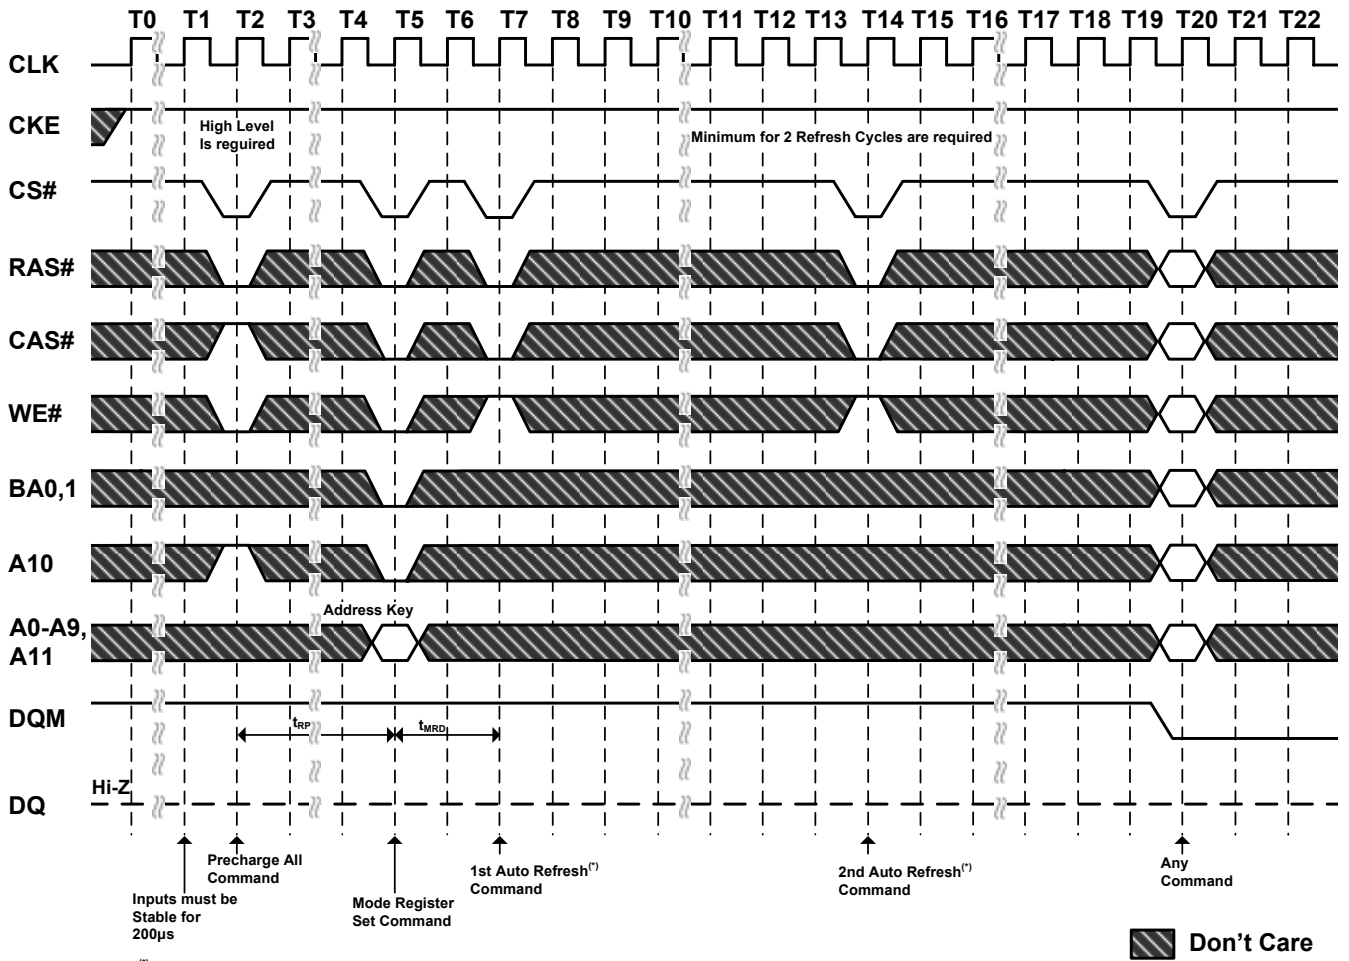 T0 T1 T2 T3 T4 T5 T6 T7 T8 T9 T10 T11 T12 T13 T14 T15 T16 T17 T18 T19 T20 T21 T22
CLK
CKE
High Level
Is reguired
Minimum for 2 Refresh Cycles are required
CS#
RAS#
CAS#
WE#
BA0,1
A10
Address Key
A0-A9,
A11
DQM
tRP
tMRD
Hi-Z
DQ
Inputs must be
Stable for
200µs
Precharge All
Command
Mode Register
Set Command
1st Auto Refresh(*)
Command
2nd Auto Refresh(*)
Command
Any
Command
Don't Care